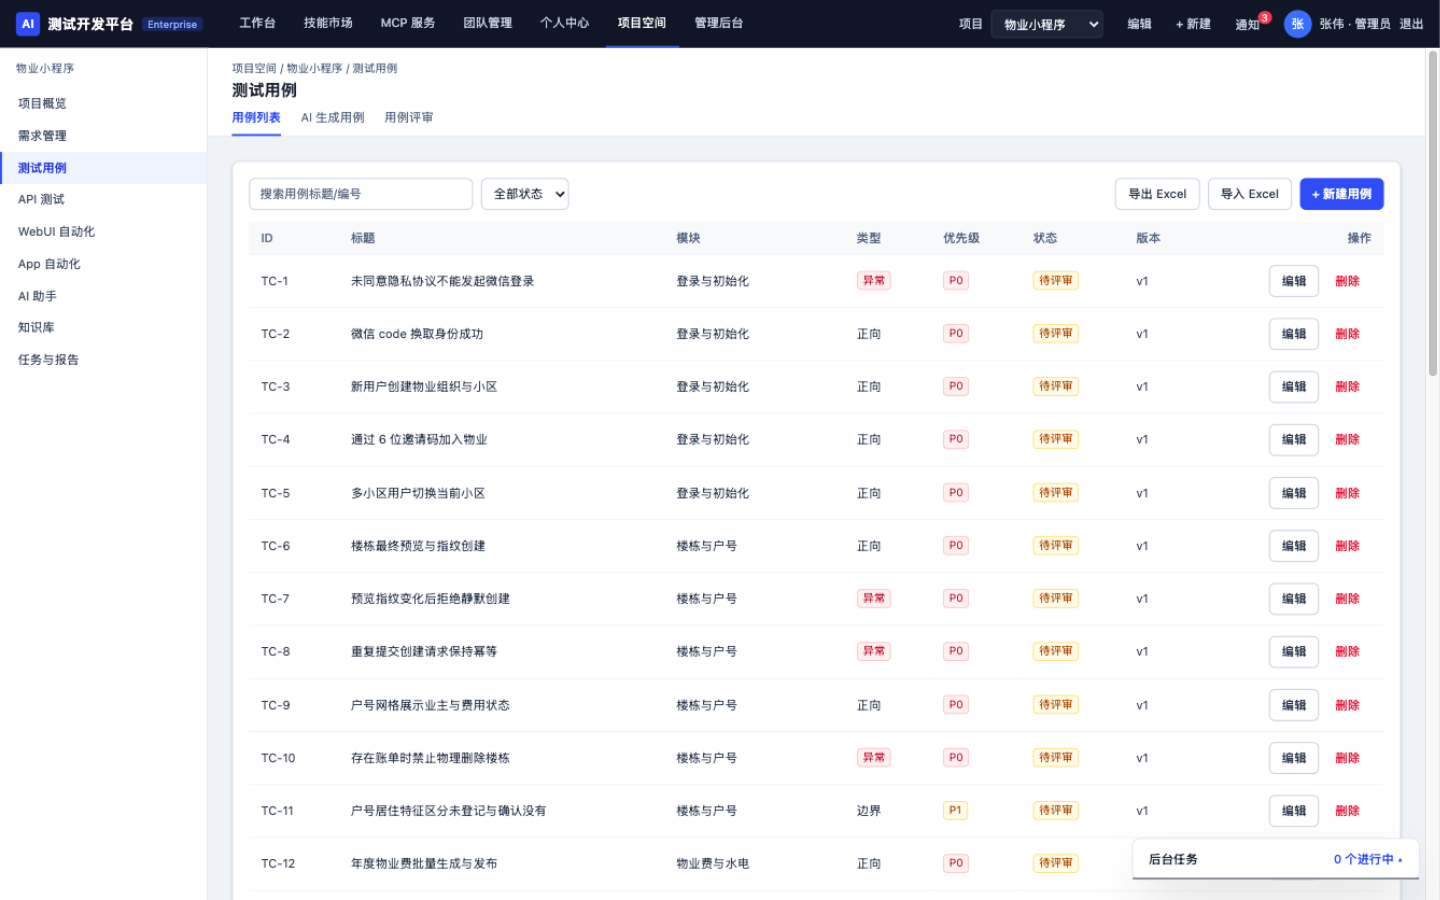 AI 测试开发平台 Enterprise 工作台 技能市场 MCP 服务 团队管理 个人中心 项目空间 管理后台 项目 物业小程序 编辑 + 新建 通知 3 张 张伟 · 管理员 退出
物业小程序
项目概览
需求管理
测试用例
API 测试
WebUI 自动化
App 自动化
AI 助手
知识库
任务与报告
项目空间 / 物业小程序 / 测试用例
测试用例
用例列表 AI 生成用例 用例评审
搜索用例标题/编号 全部状态 导出 Excel 导入 Excel + 新建用例
ID 标题 模块 类型 优先级 状态 版本 操作
TC-1 未同意隐私协议不能发起微信登录 登录与初始化 异常 P0 待评审 v1 编辑 删除
TC-2 微信 code 换取身份成功 登录与初始化 正向 P0 待评审 v1 编辑 删除
TC-3 新用户创建物业组织与小区 登录与初始化 正向 P0 待评审 v1 编辑 删除
TC-4 通过 6 位邀请码加入物业 登录与初始化 正向 P0 待评审 v1 编辑 删除
TC-5 多小区用户切换当前小区 登录与初始化 正向 P0 待评审 v1 编辑 删除
TC-6 楼栋最终预览与指纹创建 楼栋与户号 正向 P0 待评审 v1 编辑 删除
TC-7 预览指纹变化后拒绝静默创建 楼栋与户号 异常 P0 待评审 v1 编辑 删除
TC-8 重复提交创建请求保持幂等 楼栋与户号 异常 P0 待评审 v1 编辑 删除
TC-9 户号网格展示业主与费用状态 楼栋与户号 正向 P0 待评审 v1 编辑 删除
TC-10 存在账单时禁止物理删除楼栋 楼栋与户号 异常 P0 待评审 v1 编辑 删除
TC-11 户号居住特征区分未登记与确认没有 楼栋与户号 边界 P1 待评审 v1 编辑 删除
TC-12 年度物业费批量生成与发布 物业费与水电 正向 P0 待评审
后台任务 0 个进行中